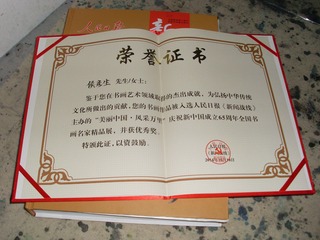 荣誉证书
侯彦生 先生/女士：
鉴于您在书画艺术领域取得的杰出成就，为弘扬中华传统
文化所做出的贡献，您的书画作品被入选人民日报《新闻战线》
主办的“美丽中国·风采万里”庆祝新中国成立65周年全国书
画名家精品展，并获优秀奖。
特颁此证，以资鼓励。